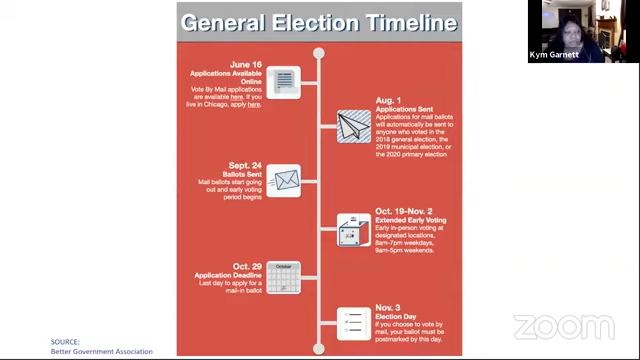 General Election Timeline
June 16
Applications Available
Online
Vote By Mail applications
are available here. If you
live in Chicago, apply here.
Aug. 1
Applications Sent
Applications for mail ballots
will automatically be sent to
anyone who voted in the
2018 general election, the
2019 municipal election, or
the 2020 primary election
Sept. 24
Ballots Sent
Mail ballots start going
out and early voting
period begins
Oct. 19-Nov. 2
Extended Early Voting
Early in-person voting at
designated locations,
8am-7pm weekdays,
9am-5pm weekends.
Oct. 29
Application Deadline
Last day to apply for a
mail-in ballot
October
Nov. 3
Election Day
If you choose to vote by
mail, your ballot must be
postmarked by this day.
SOURCE:
Better Government Association
Kym Garnett
zoom